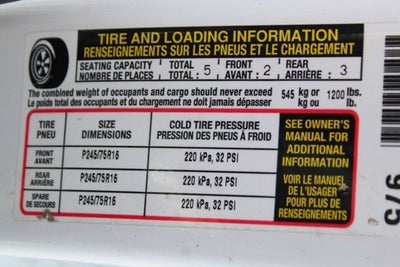 TIRE AND LOADING INFORMATION
RENSEIGNEMENTS SUR LES PNEUS ET LE CHARGEMENT
SEATING CAPACITY TOTAL FRONT REAR
NOMBRE DE PLACES TOTAL : 5 AVANT : 2 ARRIÈRE : 3
The combined weight of occupants and cargo should never exceed 545 kg or 1200 lbs.
Le poids total des occupants et du chargement ne doit jamais dépasser kg ou lb.
TIRE SIZE COLD TIRE PRESSURE
PNEU DIMENSIONS PRESSION DES PNEUS À FROID
FRONT
AVANT P245/75R16 220 kPa, 32 PSI
REAR
ARRIÈRE P245/75R16 220 kPa, 32 PSI
SPARE
DE SECOURS P245/75R16 220 kPa, 32 PSI
SEE OWNER'S
MANUAL FOR
ADDITIONAL
INFORMATION
VOIR LE MANUEL
DE L'USAGER
POUR PLUS DE
RENSEIGNEMENTS
975